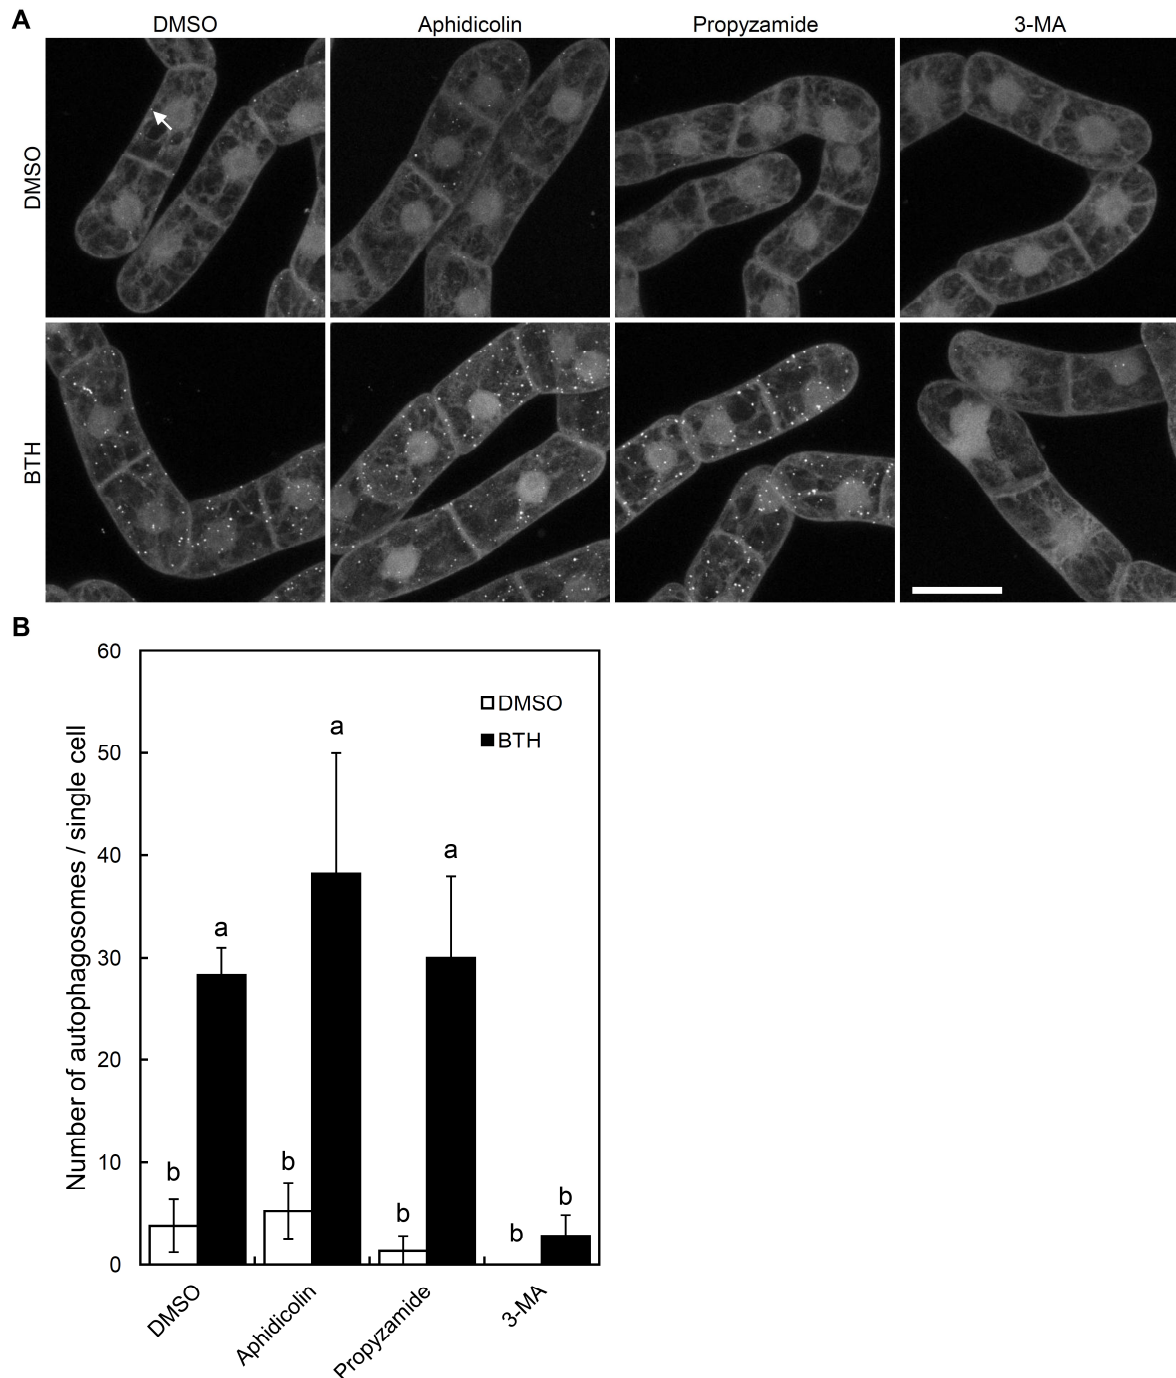 A
DMSO Aphidicolin Propyzamide 3-MA
DMSO
BTH
B
60
50
40
30
20
10
0
Number of autophagosomes / single cell
DMSO
BTH
a
a
a
b
b
b
b
b
DMSO
Aphidicolin
Propyzamide
3-MA